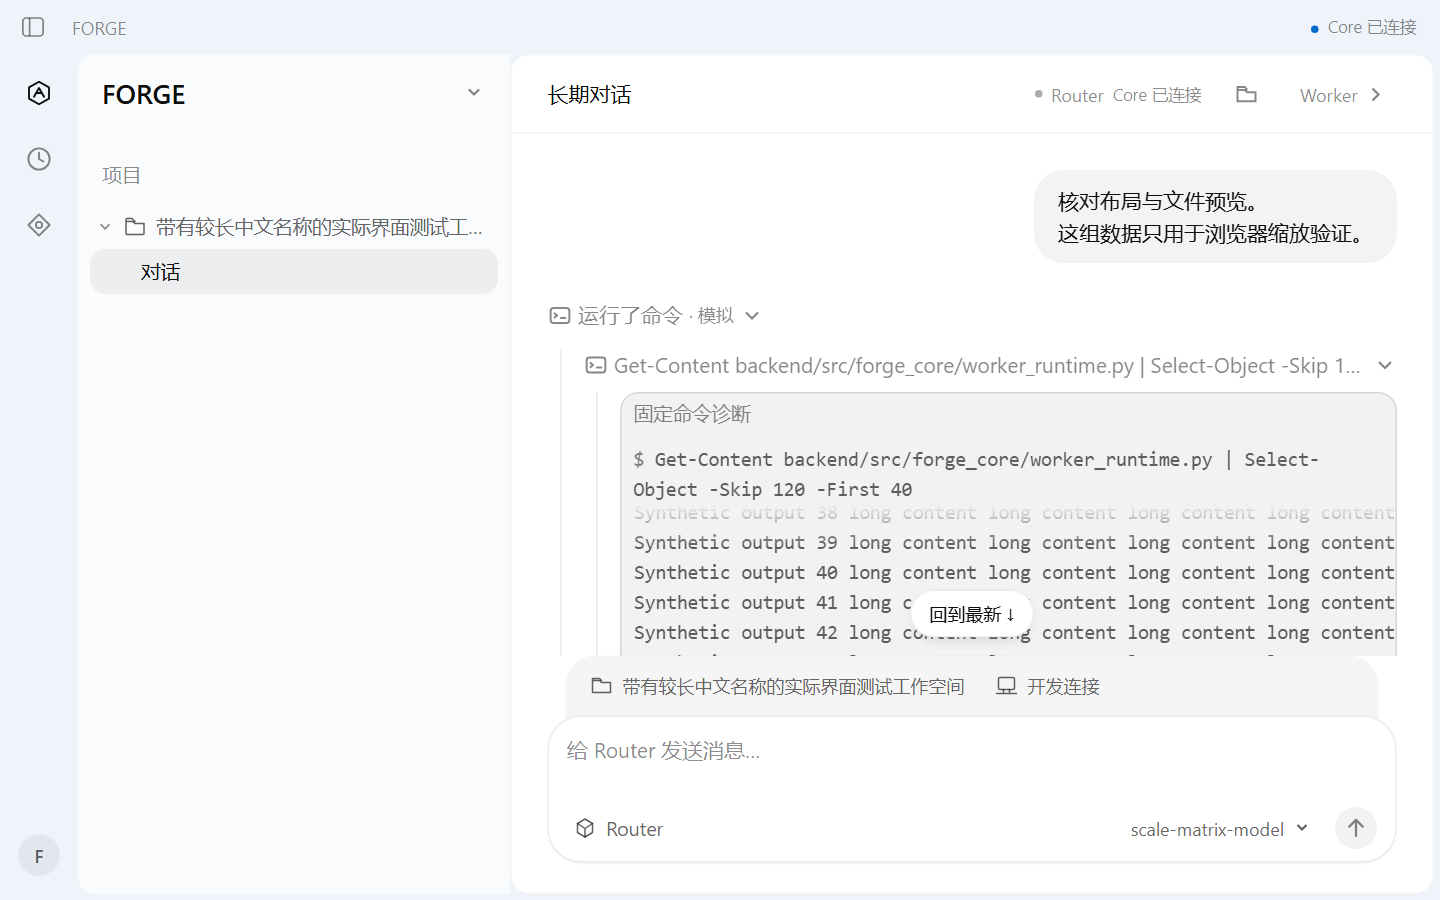 FORGE
Core 已连接
FORGE
项目
带有较长中文名称的实际界面测试工...
对话
F
长期对话
Router Core 已连接
Worker
核对布局与文件预览。
这组数据只用于浏览器缩放验证。
运行了命令 · 模拟
Get-Content backend/src/forge_core/worker_runtime.py | Select-Object -Skip 1...
固定命令诊断
$ Get-Content backend/src/forge_core/worker_runtime.py | Select-
Object -Skip 120 -First 40
Synthetic output 38 long content long content long content long content
Synthetic output 39 long content long content long content long content
Synthetic output 40 long content long content long content long content
Synthetic output 41 long content long content long content
Synthetic output 42 long content long content long content long content
回到最新 ↓
带有较长中文名称的实际界面测试工作空间
开发连接
给 Router 发送消息...
Router
scale-matrix-model